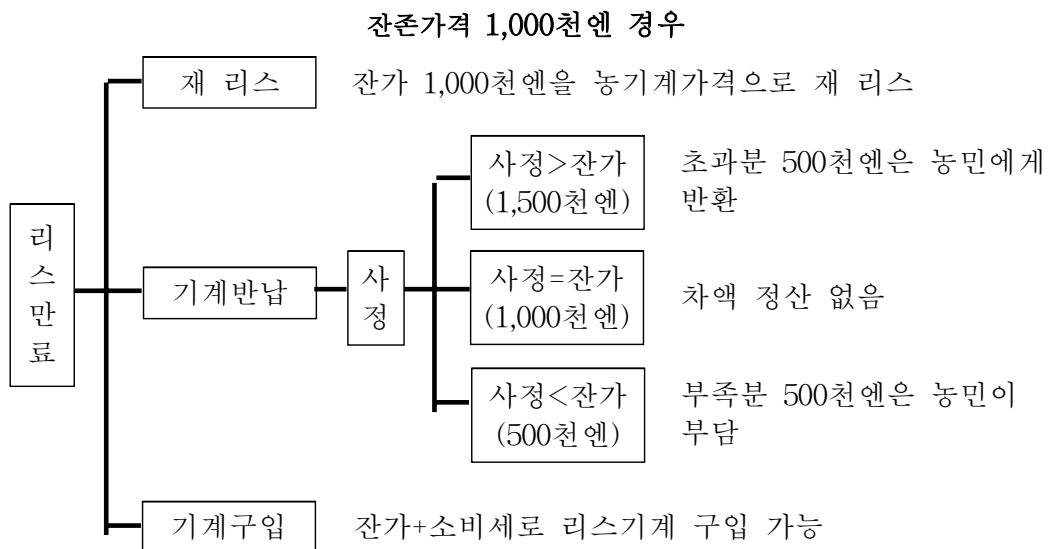 잔존가격 1,000천엔 경우
재 리스
잔가 1,000천엔을 농기계가격으로 재 리스
사정>잔가
(1,500천엔)
초과분 500천엔은 농민에게
반환
리스만료
기계반납
사정
사정=잔가
(1,000천엔)
차액 정산 없음
사정<잔가
(500천엔)
부족분 500천엔은 농민이
부담
기계구입
잔가+소비세로 리스기계 구입 가능